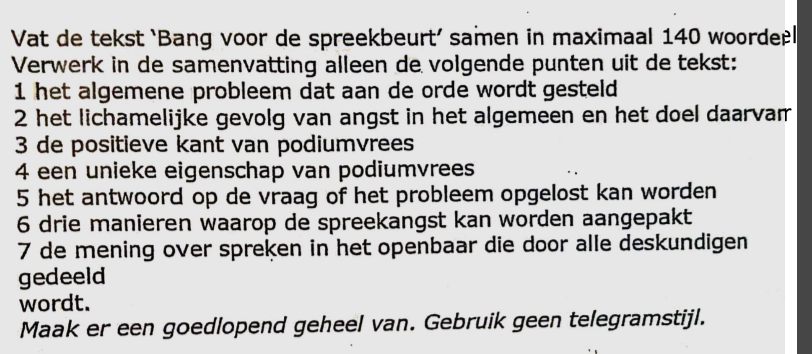 Vat de tekst ‘Bang voor de spreekbeurt’ samen in maximaal 140
Verwerk in de samenvatting alleen de volgende punten uit de tekst:
1 het algemene probleem dat aan de orde wordt gesteld
2 het lichamelijke gevolg van angst in het algemeen en het doel
3 de positieve kant van podiumvrees
4 een unieke eigenschap van podiumvrees
5 het antwoord op de vraag of het probleem opgelost kan worden
6 drie manieren waarop de spreekangst kan worden aangepakt
7 de mening over spreken in het openbaar die door alle deskundigen
gedeeld
wordt.
Maak er een goedlopend geheel van. Gebruik geen telegramstijl.